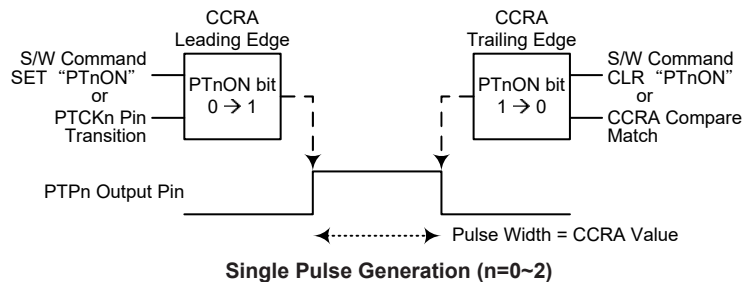 CCRA
Leading Edge
CCRA
Trailing Edge
S/W Command
SET “PTnON”
or
PTCKn Pin
Transition
PTnON bit
0 → 1
PTnON bit
1 → 0
S/W Command
CLR “PTnON”
or
CCRA Compare
Match
PTPn Output Pin
Pulse Width = CCRA Value
Single Pulse Generation (n=0~2)